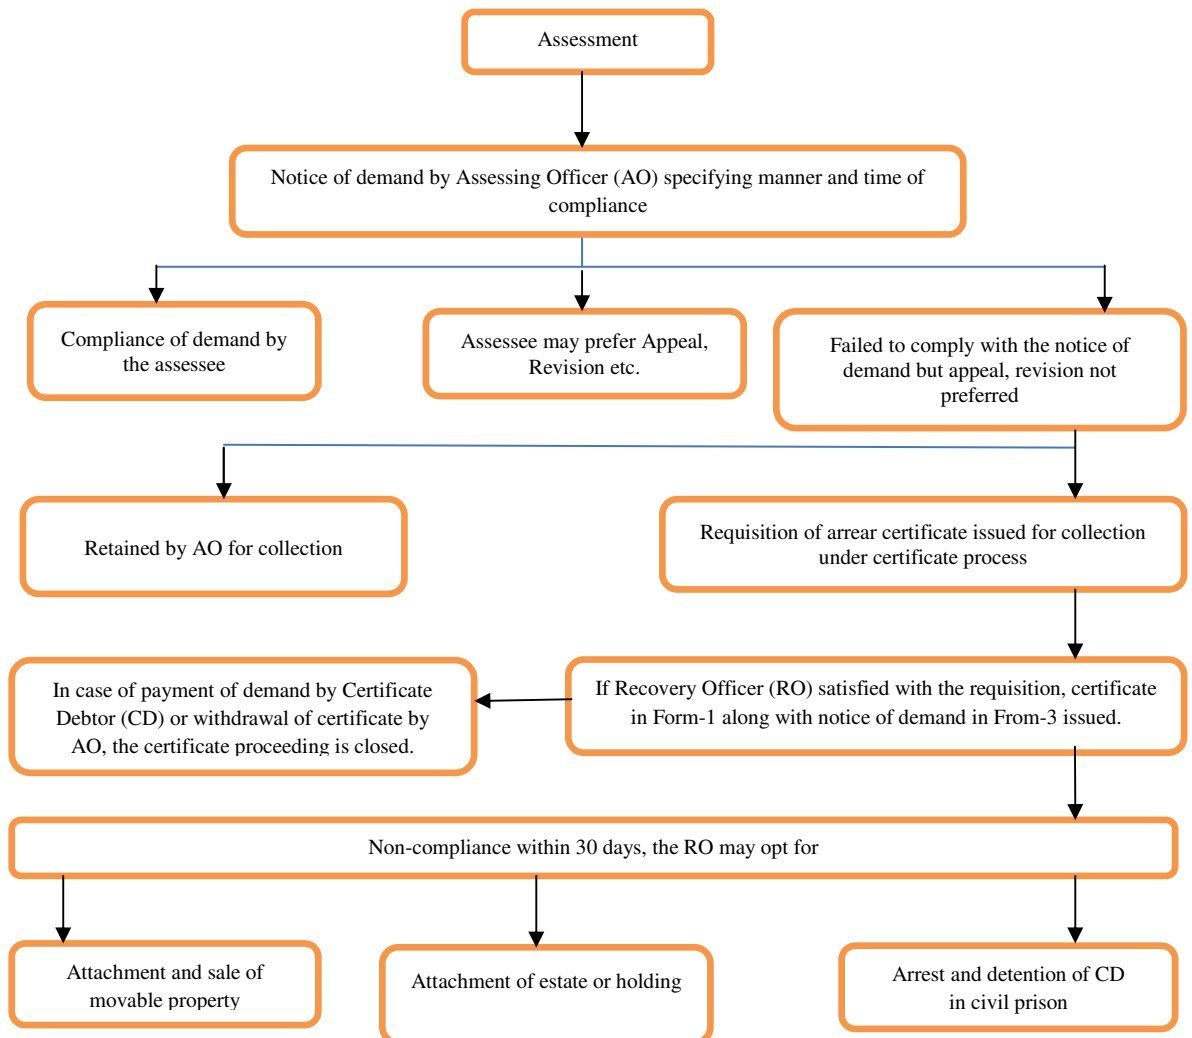 Assessment
Notice of demand by Assessing Officer (AO) specifying manner and time of
compliance
Compliance of demand by
the assessee
Assessee may prefer Appeal,
Revision etc.
Failed to comply with the notice of
demand but appeal, revision not
preferred
Retained by AO for collection
Requisition of arrear certificate issued for collection
under certificate process
In case of payment of demand by Certificate
Debtor (CD) or withdrawal of certificate by
AO, the certificate proceeding is closed.
If Recovery Officer (RO) satisfied with the requisition, certificate
in Form-1 along with notice of demand in From-3 issued.
Non-compliance within 30 days, the RO may opt for
Attachment and sale of
movable property
Attachment of estate or holding
Arrest and detention of CD
in civil prison